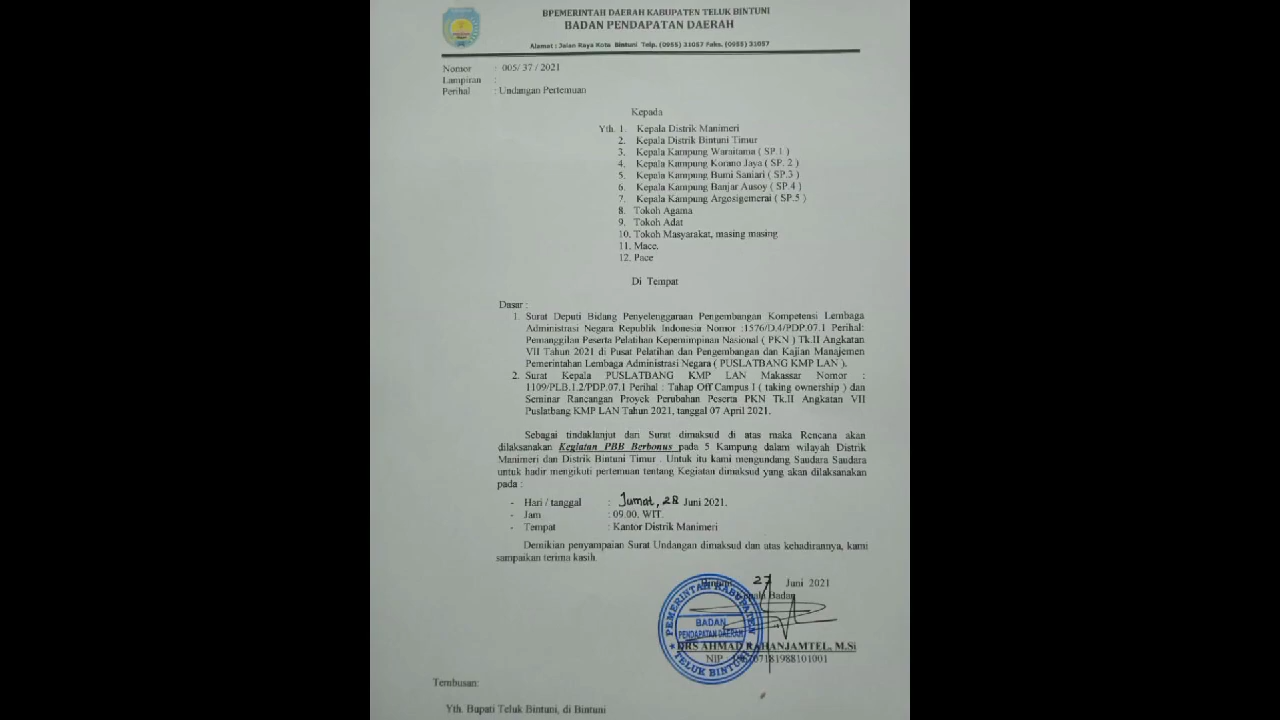 BPEMERINTAH DAERAH KABUPATEN TELUK BINTUNI
BADAN PENDAPATAN DAERAH
Alamat : Jalan Raya Kota Bintuni Telp. (0955) 31057 Faks. (0955) 31057
Nomor : 005/ 37 / 2021
Lampiran :
Perihal : Undangan Pertemuan
Kepada
Yth. 1. Kepala Distrik Manimeri
2. Kepala Distrik Bintuni Timur
3. Kepala Kampung Waraitama ( SP.1 )
4. Kepala Kampung Korano Jaya ( SP. 2 )
5. Kepala Kampung Bumi Saniari ( SP.3 )
6. Kepala Kampung Banjar Ausoy ( SP.4 )
7. Kepala Kampung Argosigemerai ( SP.5 )
8. Tokoh Agama
9. Tokoh Adat
10. Tokoh Masyarakat, masing masing
11. Mace.
12. Pace
Di Tempat
Dasar :
1. Surat Deputi Bidang Penyelenggaraan Pengembangan Kompetensi Lembaga
Administrasi Negara Republik Indonesia Nomor :1576/D.4/PDP.07.1 Perihal:
Pemanggilan Peserta Pelatihan Kepemimpinan Nasional ( PKN ) Tk.II Angkatan
VII Tahun 2021 di Pusat Pelatihan dan Pengembangan dan Kajian Manajemen
Pemerintahan Lembaga Administrasi Negara ( PUSLATBANG KMP LAN ).
2. Surat Kepala PUSLATBANG KMP LAN Makassar Nomor :
1109/PLB.1.2/PDP.07.1 Perihal : Tahap Off Campus I ( taking ownership ) dan
Seminar Rancangan Proyek Perubahan Peserta PKN Tk.II Angkatan VII
Puslatbang KMP LAN Tahun 2021, tanggal 07 April 2021.
Sebagai tindaklanjut dari Surat dimaksud di atas maka Rencana akan
dilaksanakan Kegiatan PBB Berbonus pada 5 Kampung dalam wilayah Distrik
Manimeri dan Distrik Bintuni Timur . Untuk itu kami mengundang Saudara Saudara
untuk hadir mengikuti pertemuan tentang Kegiatan dimaksud yang akan dilaksanakan
pada :
- Hari / tanggal : Jumat, 28 Juni 2021.
- Jam : 09.00. WIT.
- Tempat : Kantor Distrik Manimeri
Demikian penyampaian Surat Undangan dimaksud dan atas kehadirannya, kami
sampaikan terima kasih.
27 Juni 2021
Kepala Badan
PEMERINTAH KABUPATEN
BADAN
PENDAPATAN DAERAH
TELUK BINTUNI
DRS AHMAD RAHANJAMTEL, M.Si
NIP
Tembusan:
Yth. Bupati Teluk Bintuni, di Bintuni